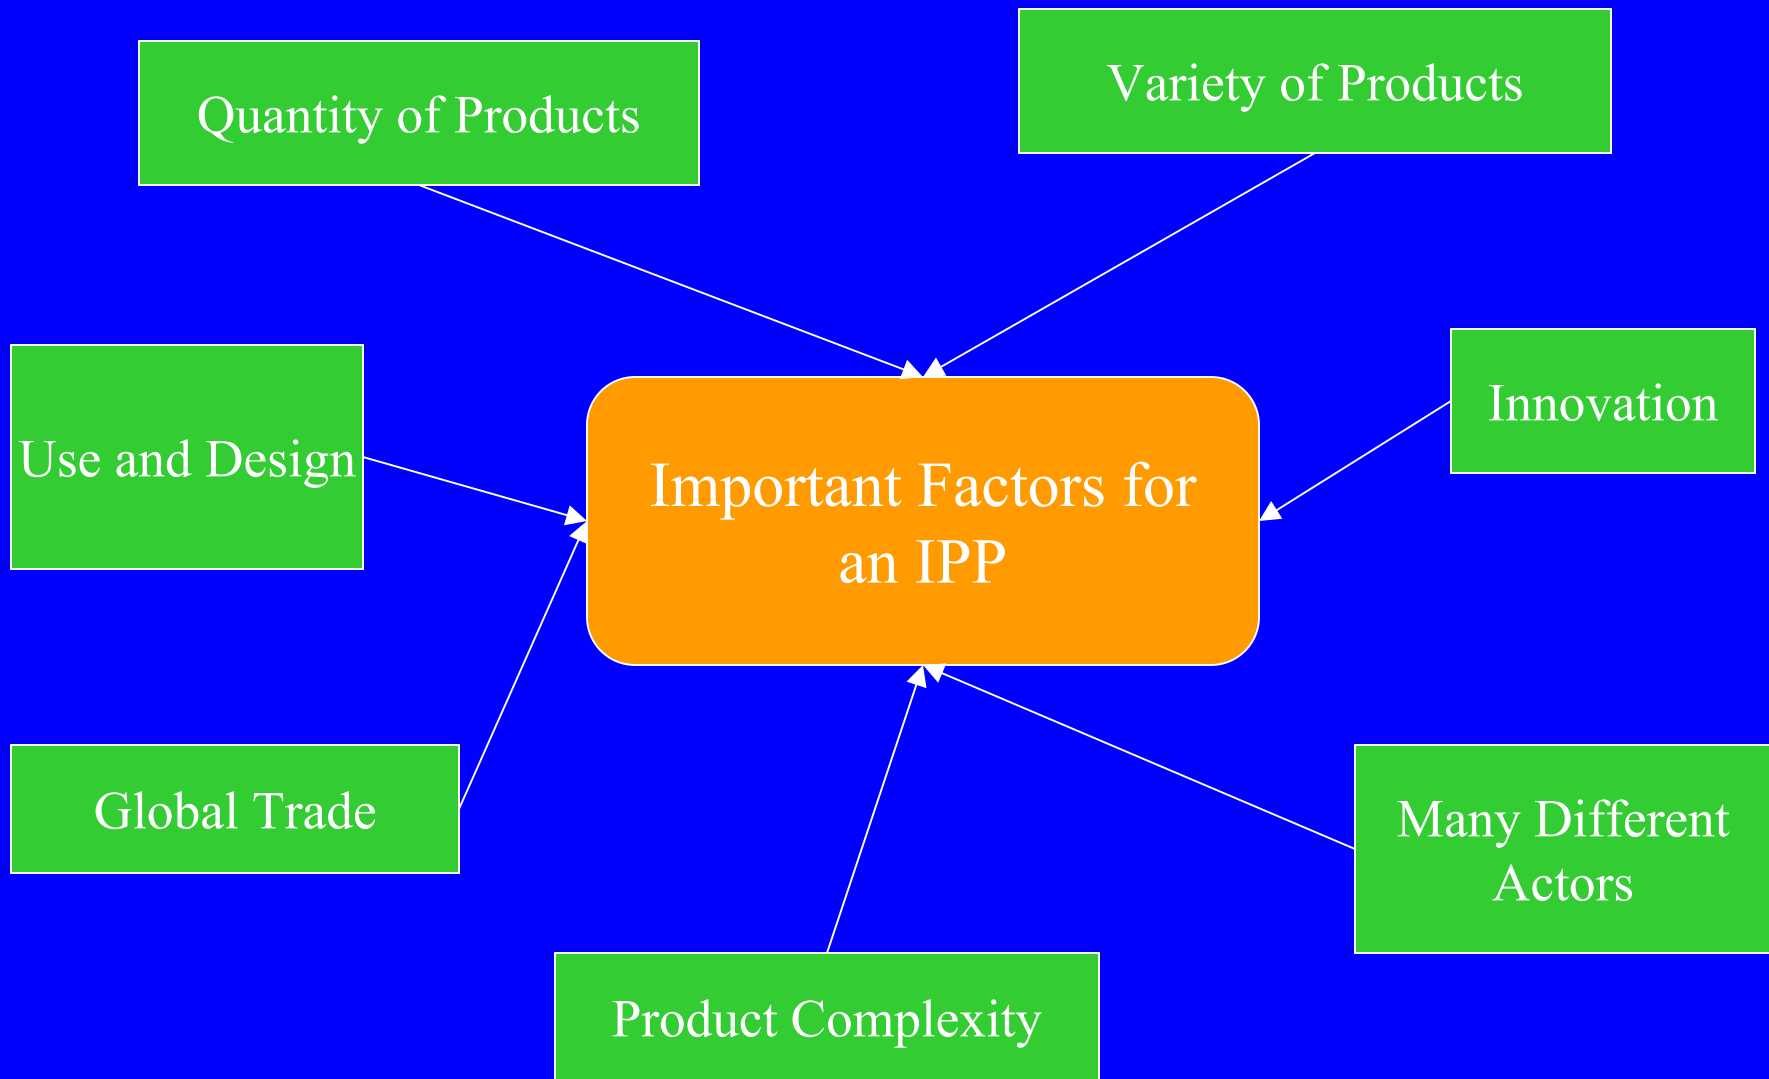 Quantity of Products
Variety of Products
Use and Design
Innovation
Important Factors for
an IPP
Global Trade
Many Different
Actors
Product Complexity